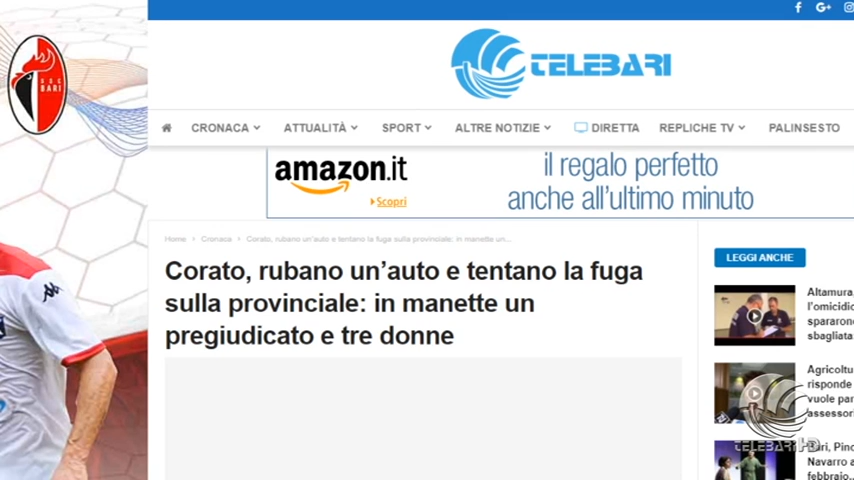 SSC
BARI
TELEBARI
CRONACA
ATTUALITÀ
SPORT
ALTRE NOTIZIE
DIRETTA
REPLICHE TV
PALINSESTO
amazon.it
Scopri
il regalo perfetto
anche all'ultimo minuto
Home > Cronaca > Corato, rubano un'auto e tentano la fuga sulla provinciale: in manette un...
Corato, rubano un'auto e tentano la fuga
sulla provinciale: in manette un
pregiudicato e tre donne
LEGGI ANCHE
Altamura,
l'omicidio
spararono
sbagliata
Agricoltu
risponde
vuole par
assessori
Bari, Pino
Navarro a
febbraio...
TELEBARI HD